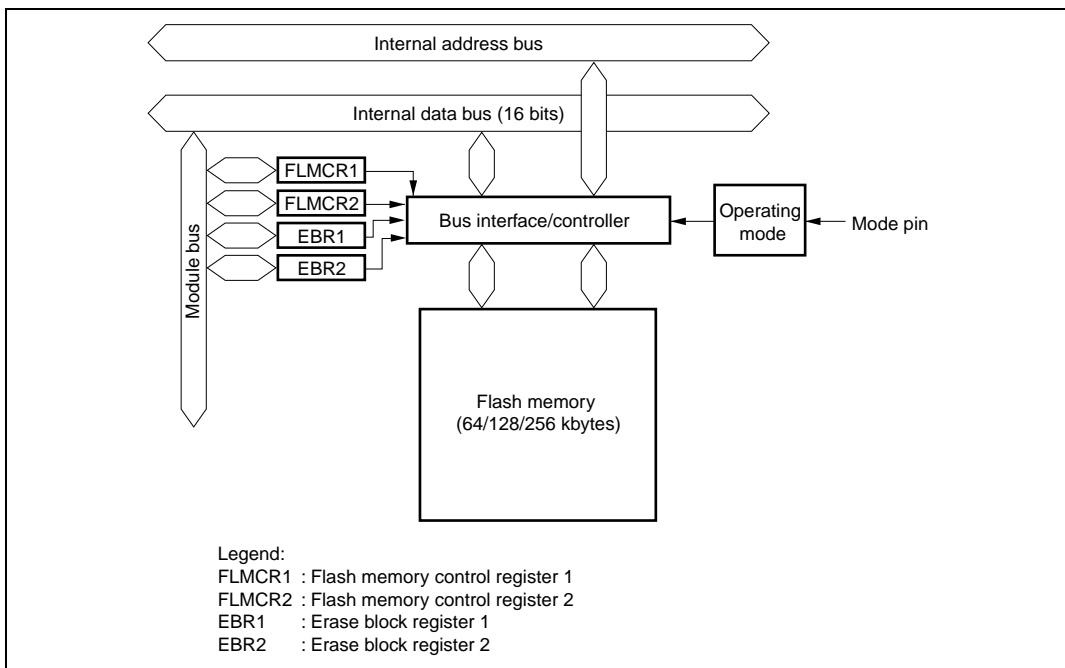 Internal address bus
Internal data bus (16 bits)
Module bus
FLMCR1
FLMCR2
EBR1
EBR2
Bus interface/controller
Operating
mode
Mode pin
Flash memory
(64/128/256 kbytes)
Legend:
FLMCR1 : Flash memory control register 1
FLMCR2 : Flash memory control register 2
EBR1 : Erase block register 1
EBR2 : Erase block register 2